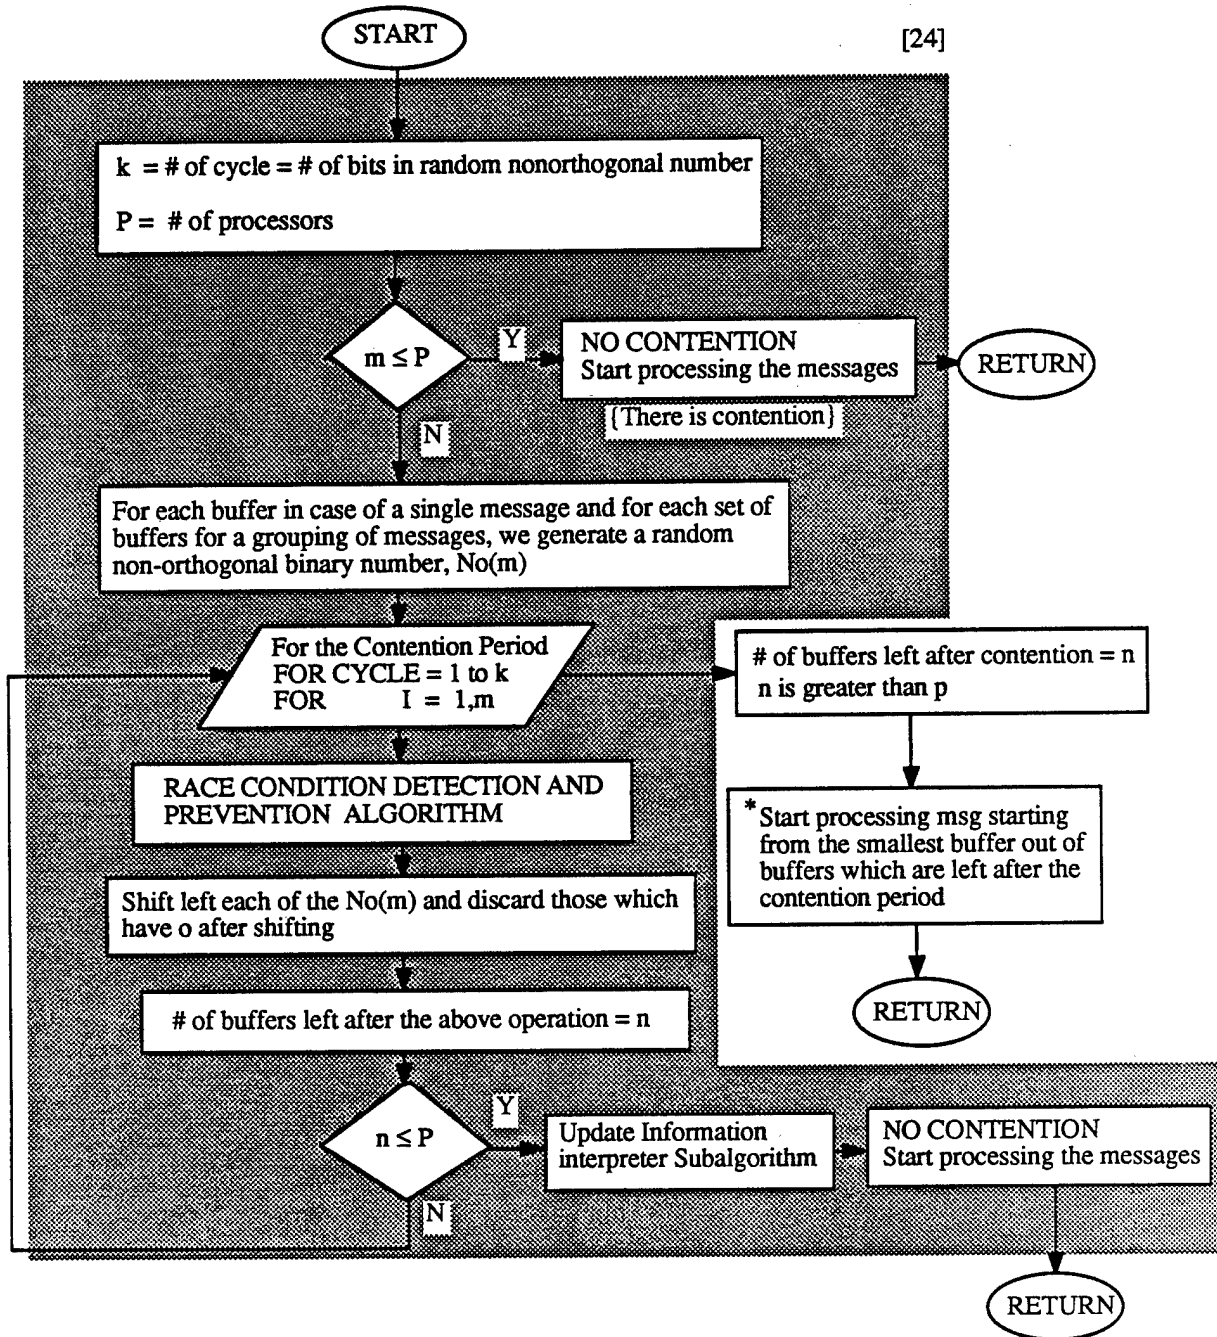 START
[24]
k = # of cycle = # of bits in random nonorthogonal number
P = # of processors
m ≤ P
Y
NO CONTENTION
Start processing the messages
RETURN
{There is contention}
N
For each buffer in case of a single message and for each set of
buffers for a grouping of messages, we generate a random
non-orthogonal binary number, No(m)
For the Contention Period
FOR CYCLE = 1 to k
FOR I = 1,m
# of buffers left after contention = n
n is greater than p
RACE CONDITION DETECTION AND
PREVENTION ALGORITHM
* Start processing msg starting
from the smallest buffer out of
buffers which are left after the
contention period
Shift left each of the No(m) and discard those which
have o after shifting
RETURN
# of buffers left after the above operation = n
n ≤ P
Y
Update Information
interpreter Subalgorithm
NO CONTENTION
Start processing the messages
N
RETURN